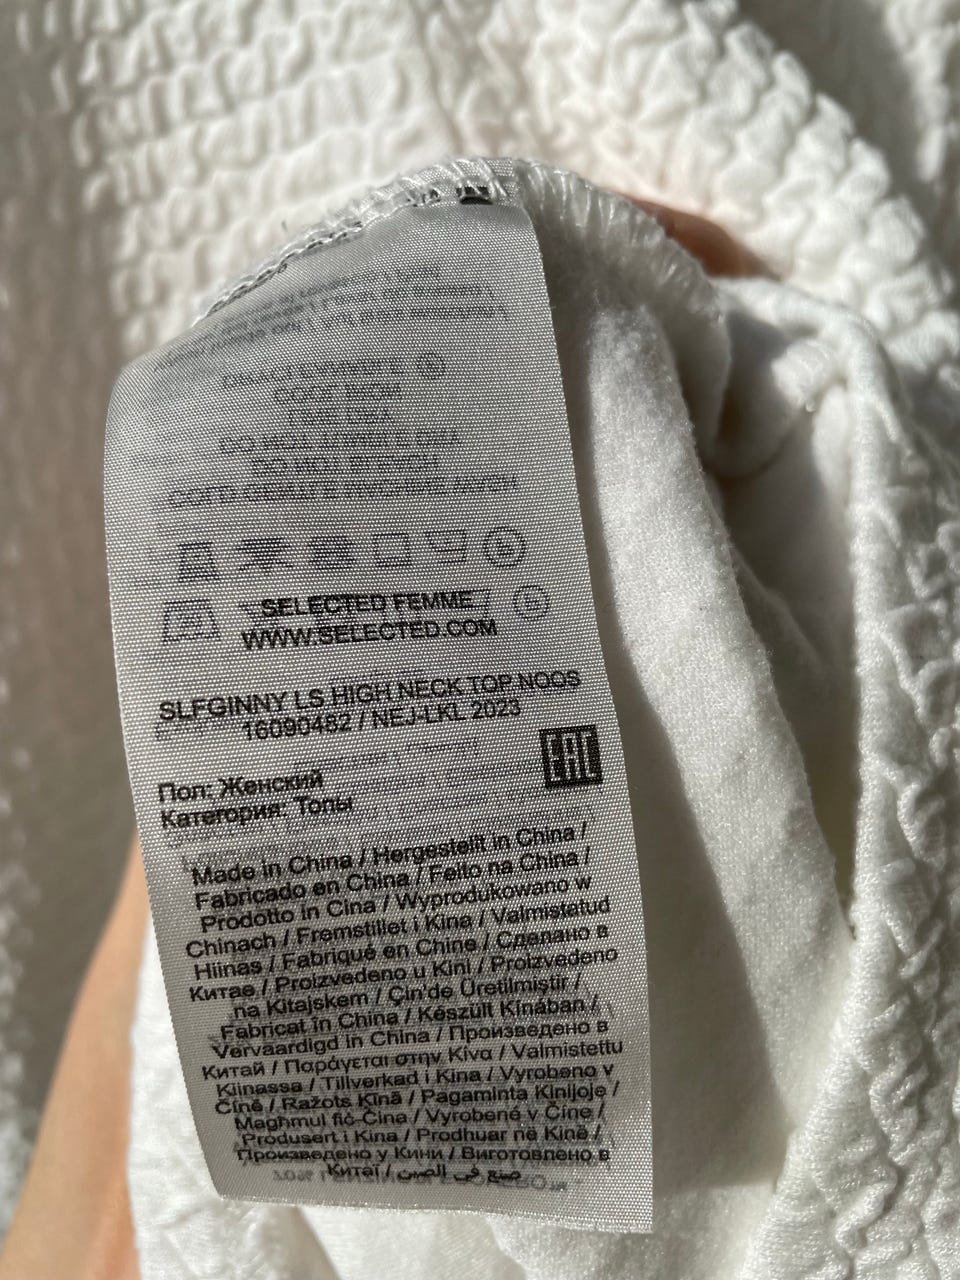 SELECTED FEMME
WWW.SELECTED.COM
SLFGINNY LS HIGH NECK TOP NOOS
16090482 / NEJ-LKL 2023
EAC
Пол: Женский
Категория: Топы
Made in China / Hergestellt in China /
Fabricado en China / Feito na China /
Prodotto in Cina / Wyprodukowano w
Chinach / Fremstillet i Kina / Valmistatud
Hiinas / Fabriqué en Chine / Сделано в
Китае / Proizvedeno u Kini / Proizvedeno
na Kitajskem / Çin'de Üretilmiştir /
Fabricat în China / Készült Kínában /
Vervaardigd in China / Произведено в
Китай / Παράγεται στην Κίνα / Valmistettu
Kiinassa / Tillverkad i Kina / Vyrobeno v
Číně / Ražots Ķīnā / Pagaminta Kinijoje /
Magħmul fiċ-Ċina / Vyrobené v Číne /
Produsert i Kina / Prodhuar në Kinë /
Произведено у Кини / Виготовлено в
Китаї / صنع في الصين